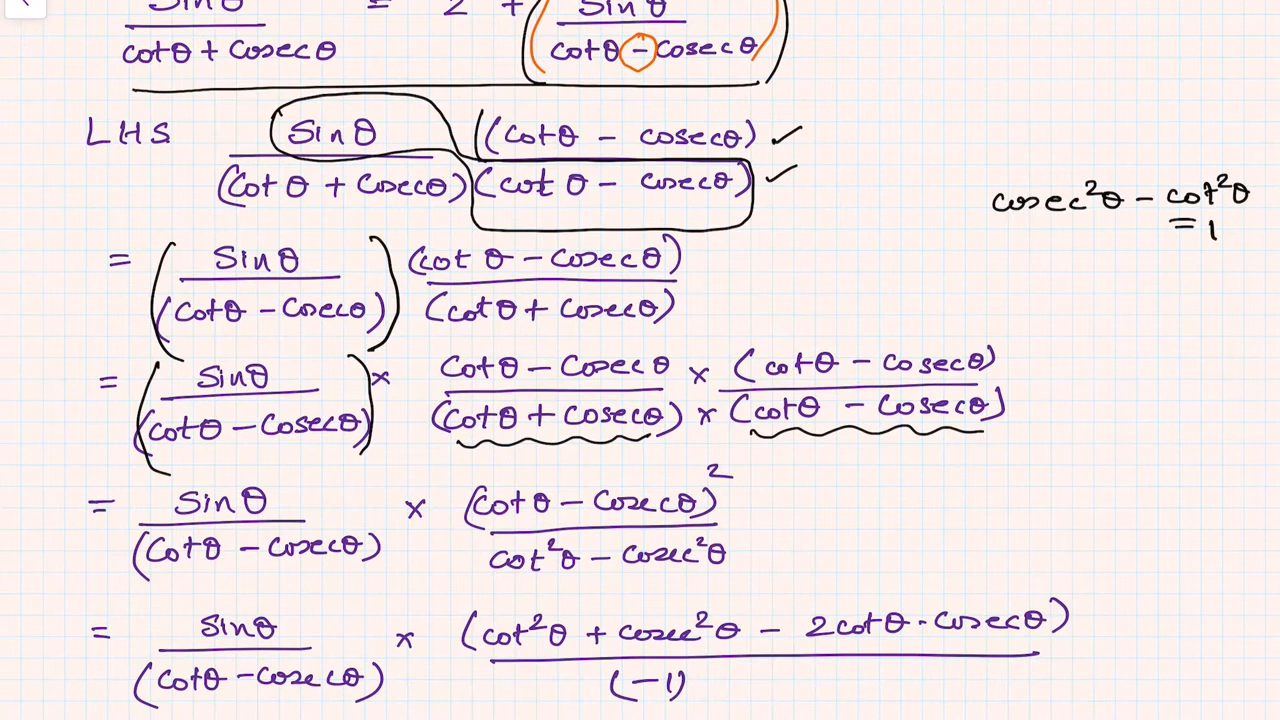 Sinθ = 2 + Sinθ
cotθ + Cosecθ cotθ - Cosecθ
LHS Sinθ (Cotθ - cosecθ) ✓
(Cotθ + Cosecθ) (cotθ - cosecθ) ✓
cosec²θ - cot²θ
= 1
= (Sinθ (cotθ - Cosecθ)
(Cotθ - Cosecθ)) (cotθ + Cosecθ)
= (Sinθ × Cotθ - Cosecθ × (cotθ - cosecθ)
(cotθ - Cosecθ)) (Cotθ + Cosecθ) × (cotθ - Cosecθ)
= Sinθ × (Cotθ - Cosecθ)²
(Cotθ - Cosecθ) cot²θ - Cosec²θ
= Sinθ × (cot²θ + cosec²θ - 2cotθ · Cosecθ)
(Cotθ - Cosecθ) (-1)